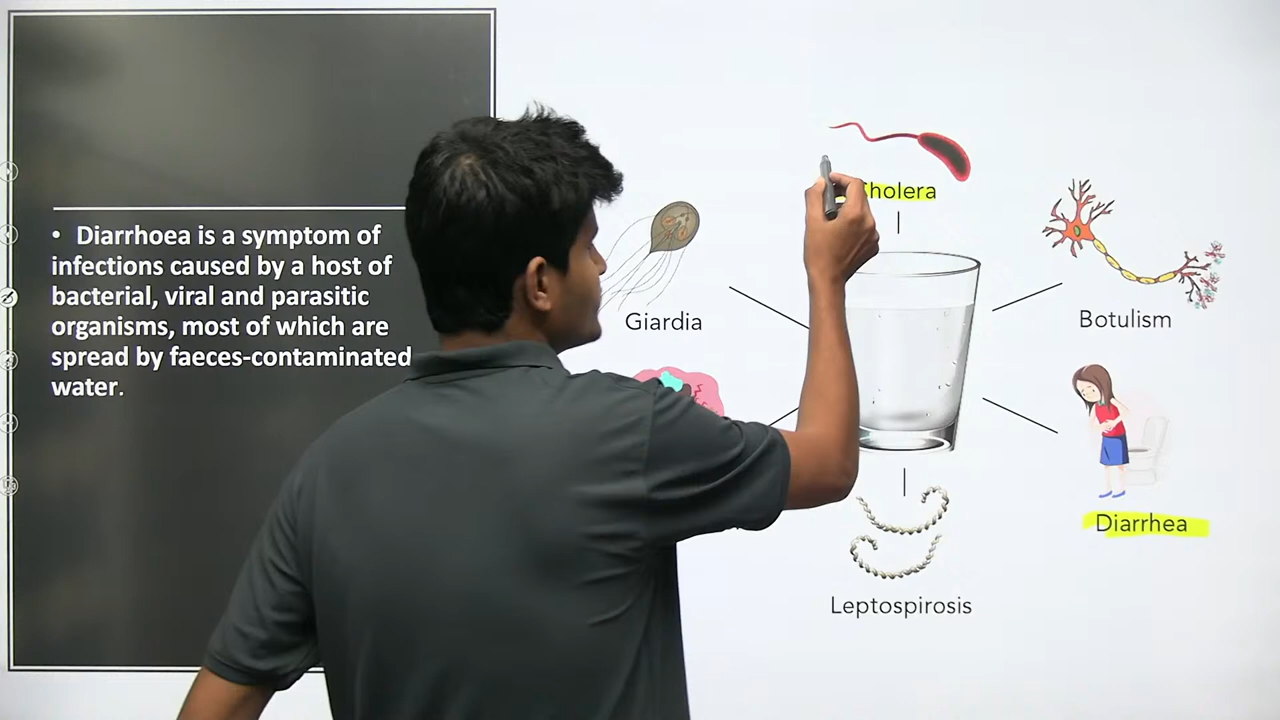 • Diarrhoea is a symptom of
infections caused by a host of
bacterial, viral and parasitic
organisms, most of which are
spread by faeces-contaminated
water.
holera
Giardia
Botulism
Diarrhea
Leptospirosis